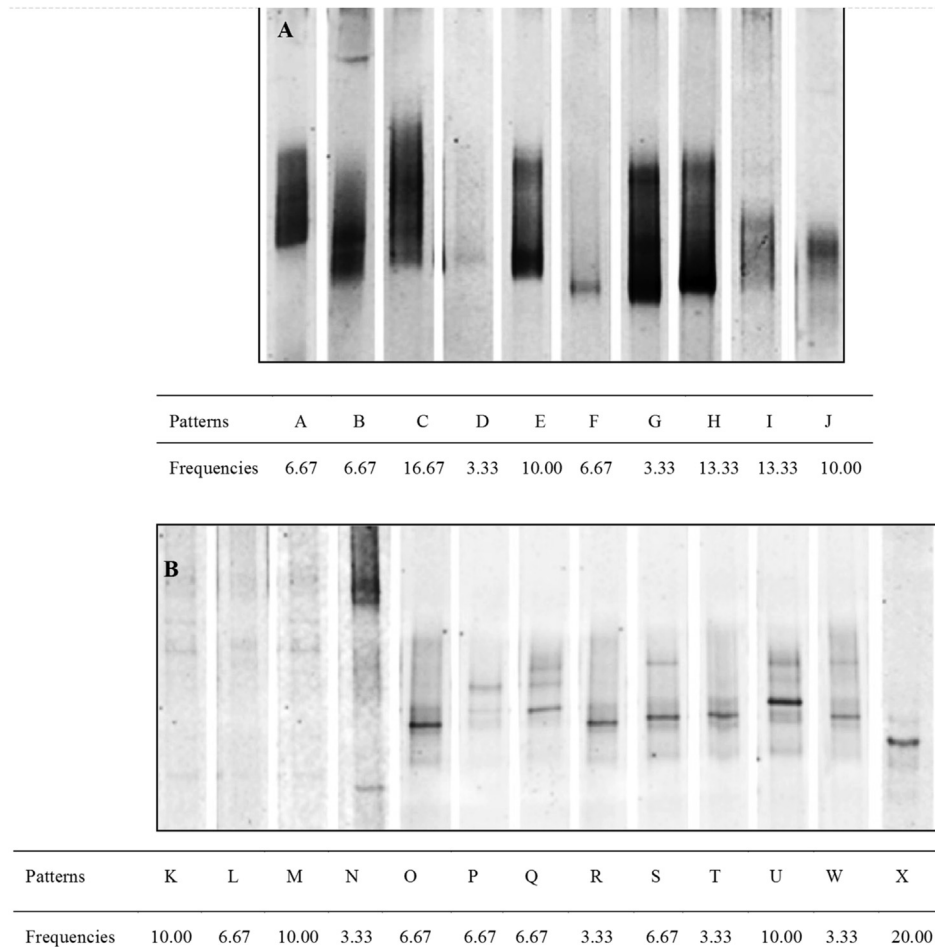 A
Patterns A B C D E F G H I J
Frequencies 6.67 6.67 16.67 3.33 10.00 6.67 3.33 13.33 13.33 10.00
B
Patterns K L M N O P Q R S T U W X
Frequencies 10.00 6.67 10.00 3.33 6.67 6.67 6.67 3.33 6.67 3.33 10.00 3.33 20.00